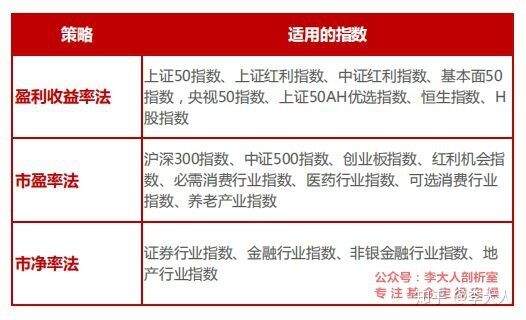 策略 适用的指数
盈利收益率法
上证50指数、上证红利指数、中证红利指数、基本面50
指数，央视50指数、上证50AH优选指数、恒生指数、H
股指数
市盈率法
沪深300指数、中证500指数、创业板指数、红利机会指
数、必需消费行业指数、医药行业指数、可选消费行业
指数、养老产业指数
市净率法
证券行业指数、金融行业指数、非银金融行业指数、地
产行业指数
公众号：李大人剖析室
专注基金定投实操
知乎 @李大人